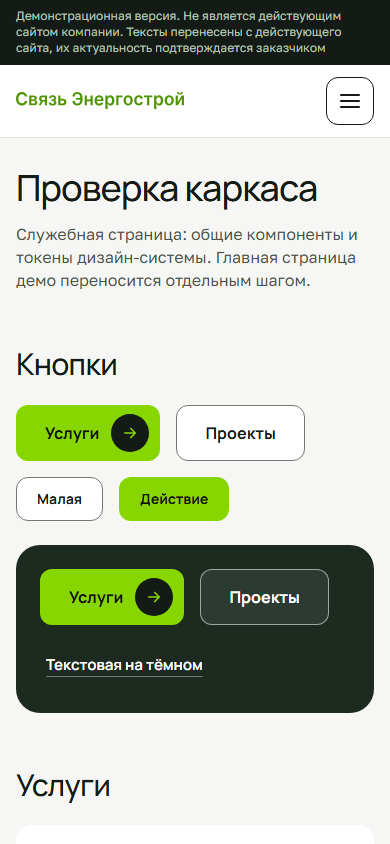 Демонстрационная версия. Не является действующим
сайтом компании. Тексты перенесены с действующего
сайта, их актуальность подтверждается заказчиком
Связь Энергострой
Проверка каркаса
Служебная страница: общие компоненты и
токены дизайн-системы. Главная страница
демо переносится отдельным шагом.
Кнопки
Услуги
Проекты
Малая
Действие
Услуги
Проекты
Текстовая на тёмном
Услуги